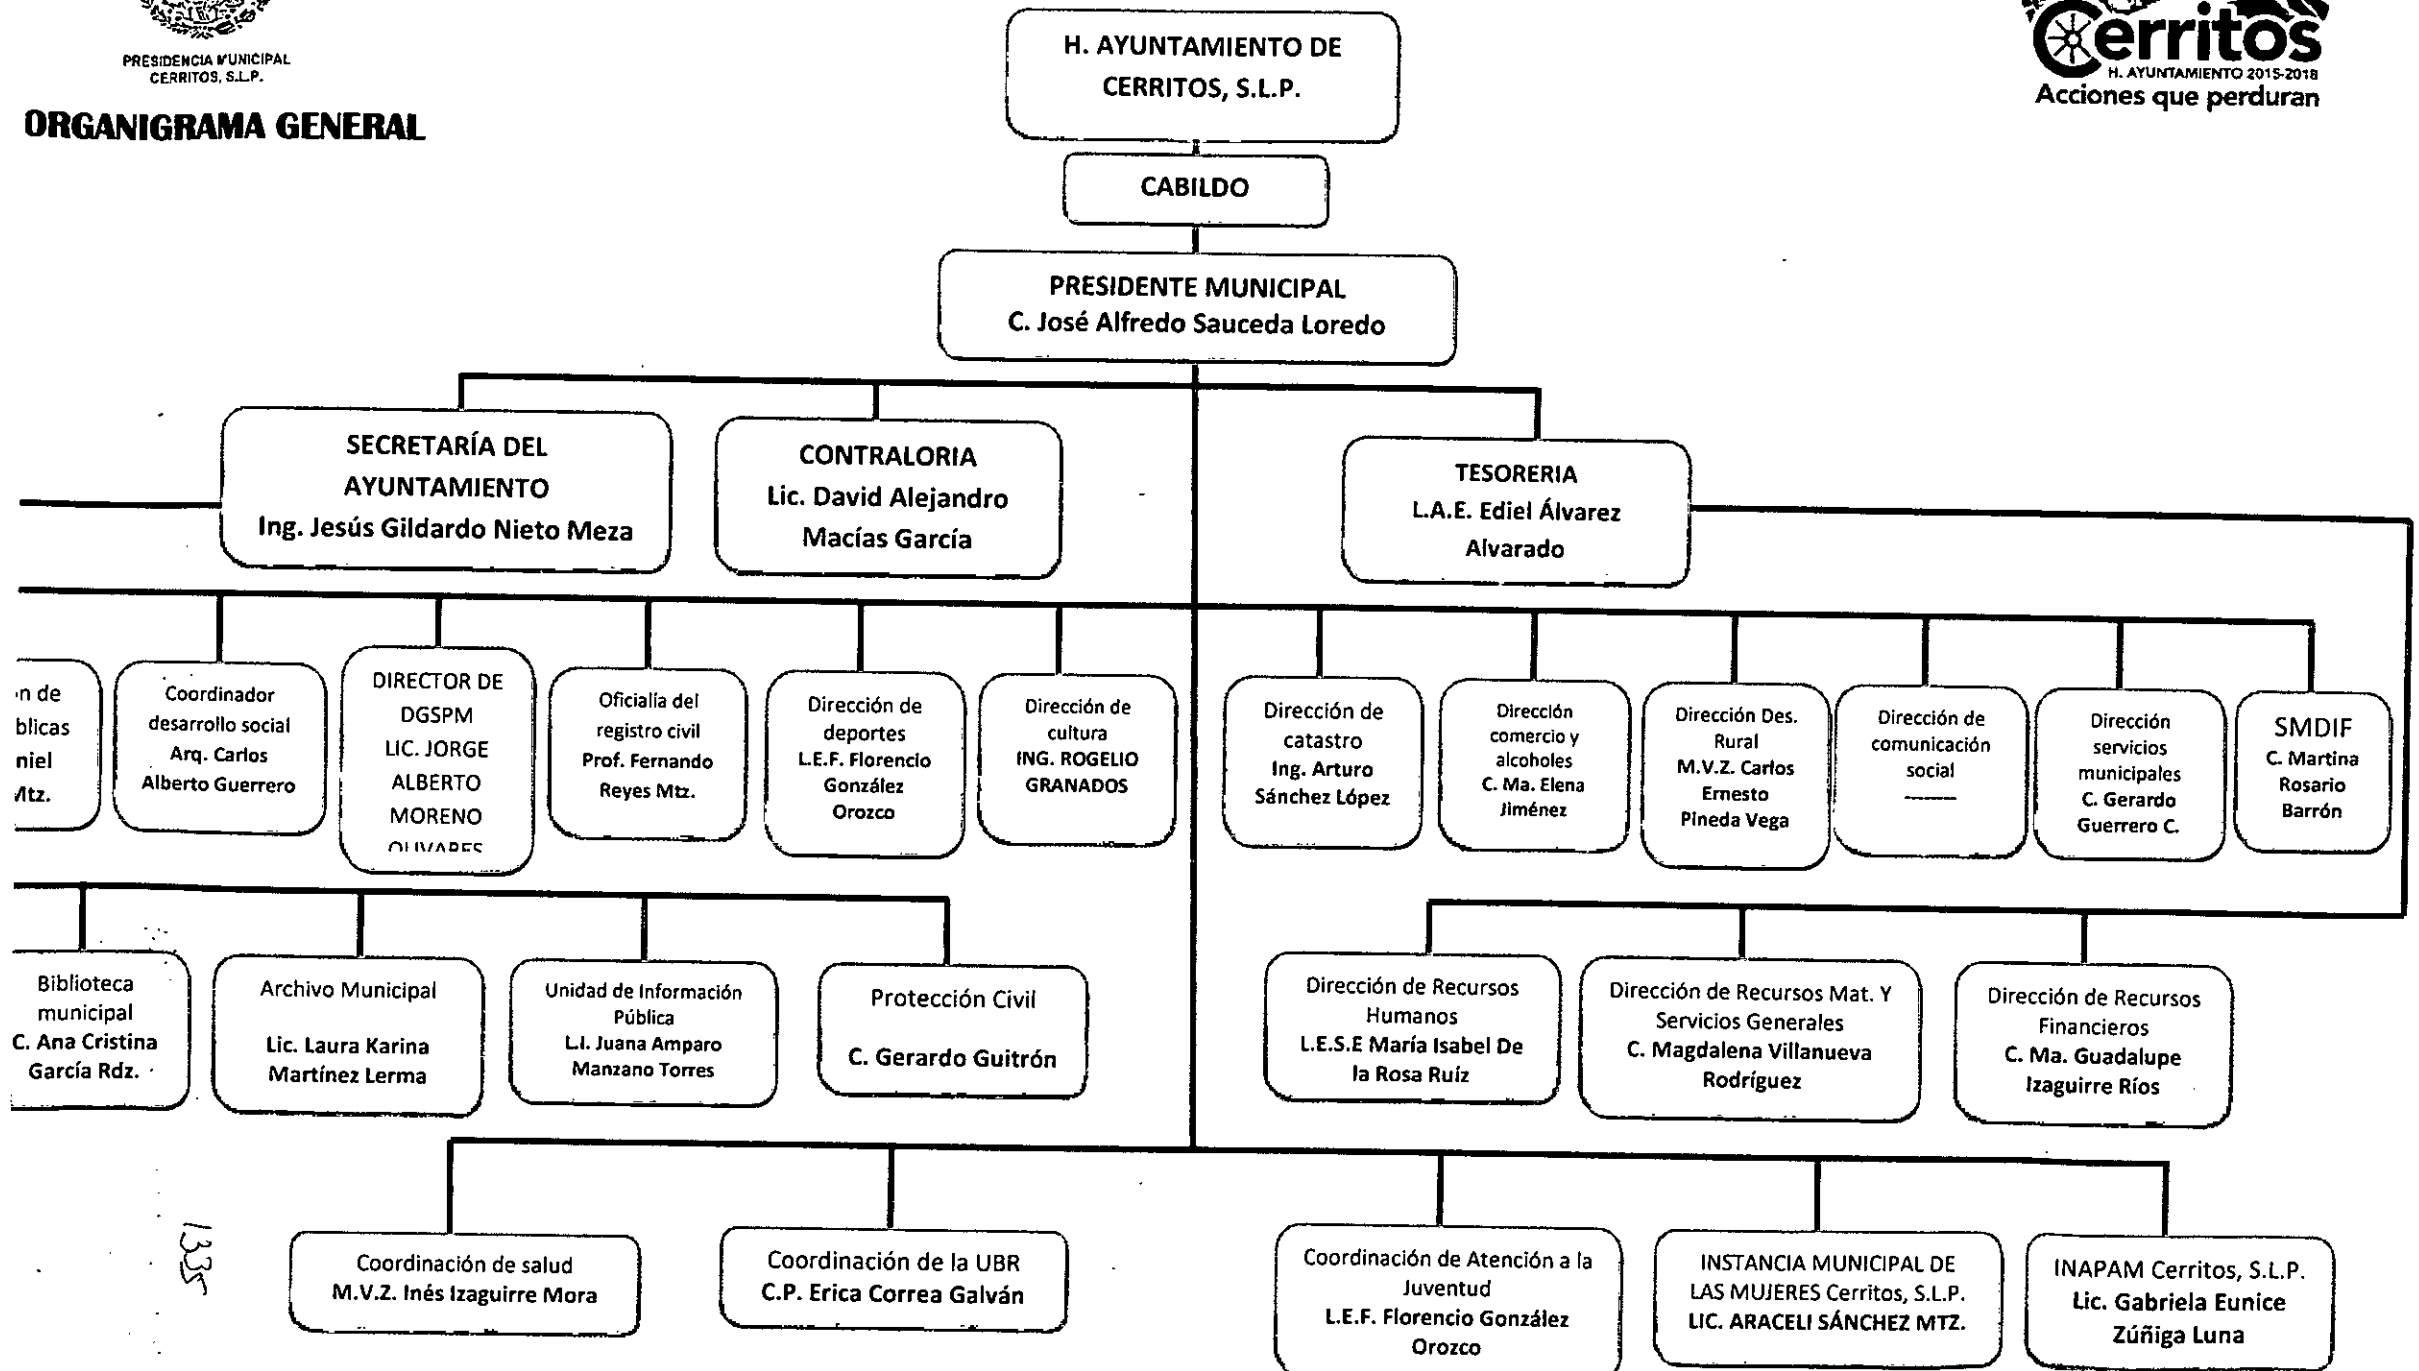 PRESIDENCIA MUNICIPAL
CERRITOS, S.L.P.
ORGANIGRAMA GENERAL
Cerritos
H. AYUNTAMIENTO 2015-2018
Acciones que perduran
H. AYUNTAMIENTO DE
CERRITOS, S.L.P.
CABILDO
PRESIDENTE MUNICIPAL
C. José Alfredo Sauceda Loredo
SECRETARÍA DEL
AYUNTAMIENTO
Ing. Jesús Gildardo Nieto Meza
CONTRALORIA
Lic. David Alejandro
Macías García
TESORERIA
L.A.E. Ediel Álvarez
Alvarado
n de
blicas
niel
Mtz.
Coordinador
desarrollo social
Arq. Carlos
Alberto Guerrero
DIRECTOR DE
DGSPM
LIC. JORGE
ALBERTO
MORENO
OLIVARES
Oficialía del
registro civil
Prof. Fernando
Reyes Mtz.
Dirección de
deportes
L.E.F. Florencio
González
Orozco
Dirección de
cultura
ING. ROGELIO
GRANADOS
Dirección de
catastro
Ing. Arturo
Sánchez López
Dirección
comercio y
alcoholes
C. Ma. Elena
Jiménez
Dirección Des.
Rural
M.V.Z. Carlos
Ernesto
Pineda Vega
Dirección de
comunicación
social
Dirección
servicios
municipales
C. Gerardo
Guerrero C.
SMDIF
C. Martina
Rosario
Barrón
Biblioteca
municipal
C. Ana Cristina
García Rdz.
Archivo Municipal
Lic. Laura Karina
Martínez Lerma
Unidad de Información
Pública
L.I. Juana Amparo
Manzano Torres
Protección Civil
C. Gerardo Guitrón
Dirección de Recursos
Humanos
L.E.S.E María Isabel De
la Rosa Ruíz
Dirección de Recursos Mat. Y
Servicios Generales
C. Magdalena Villanueva
Rodríguez
Dirección de Recursos
Financieros
C. Ma. Guadalupe
Izaguirre Ríos
1335
Coordinación de salud
M.V.Z. Inés Izaguirre Mora
Coordinación de la UBR
C.P. Erica Correa Galván
Coordinación de Atención a la
Juventud
L.E.F. Florencio González
Orozco
INSTANCIA MUNICIPAL DE
LAS MUJERES Cerritos, S.L.P.
LIC. ARACELI SÁNCHEZ MTZ.
INAPAM Cerritos, S.L.P.
Lic. Gabriela Eunice
Zúñiga Luna